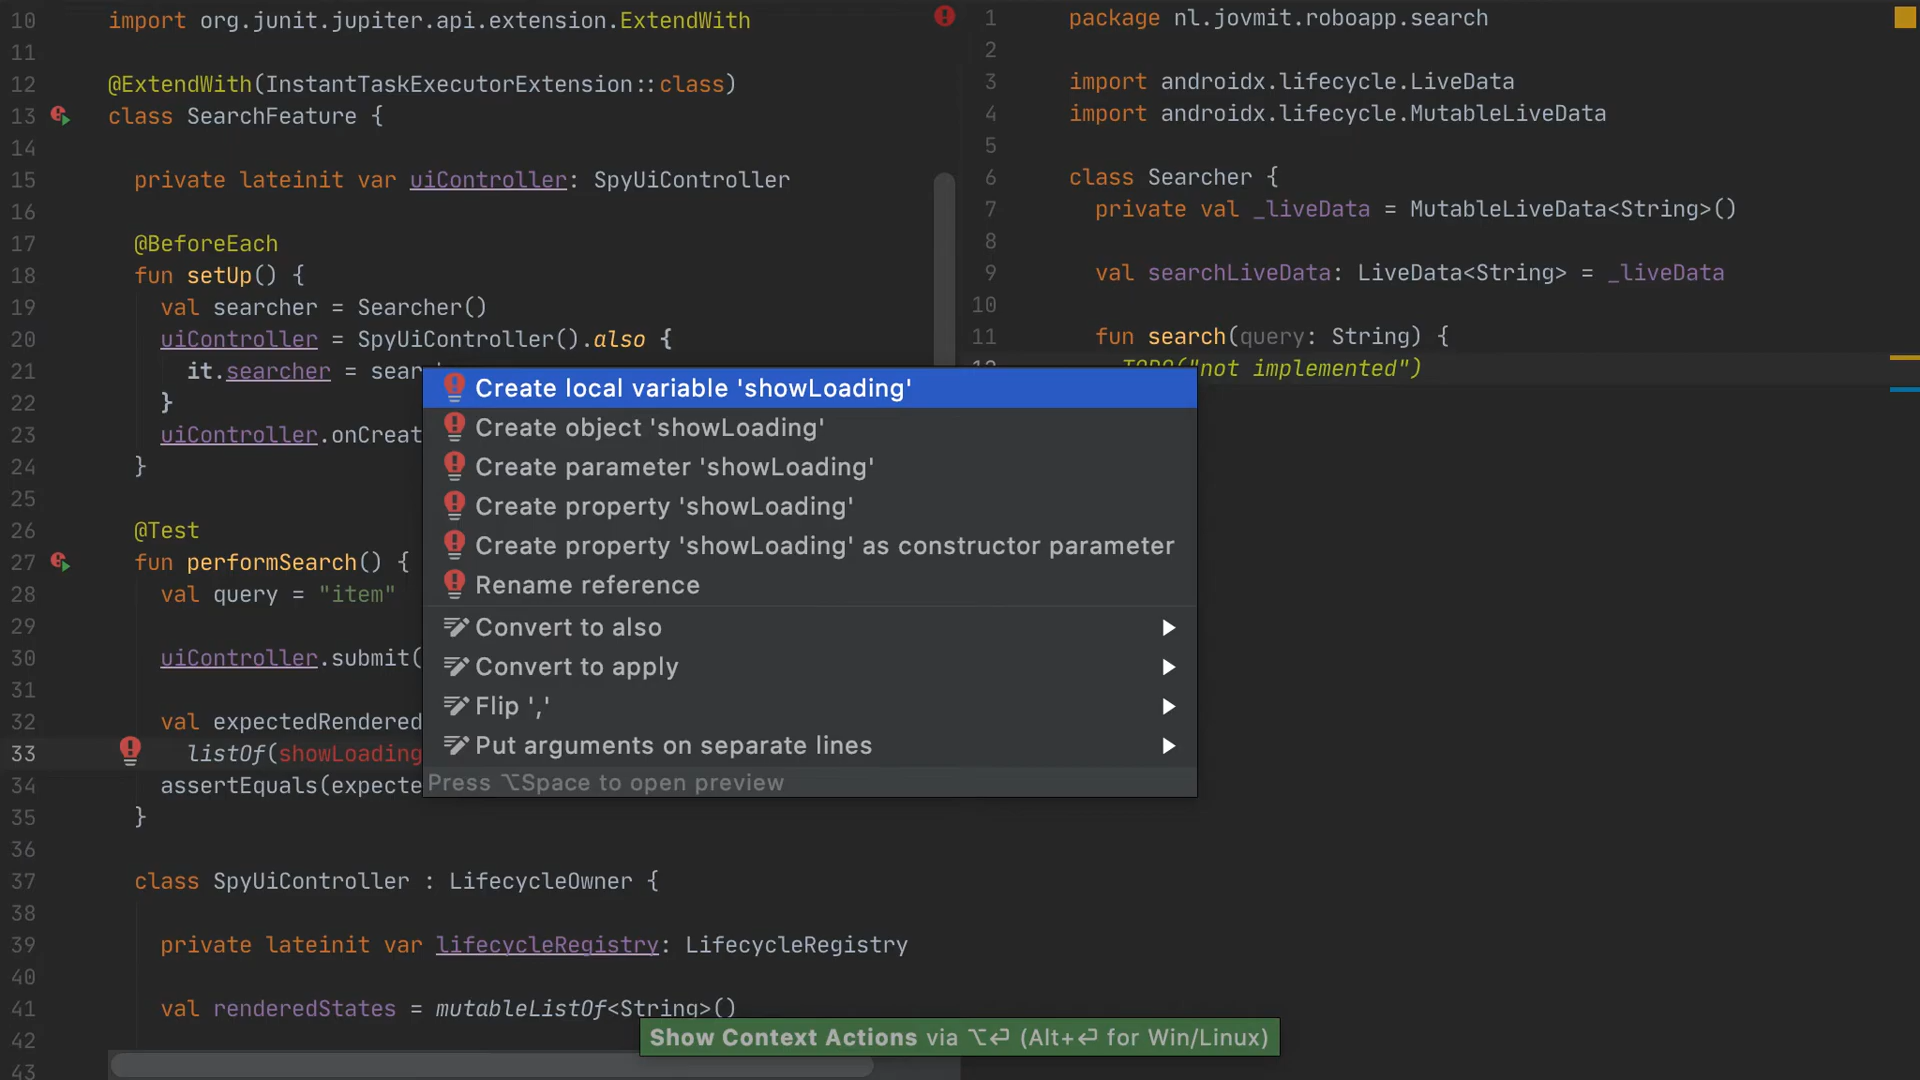 10 import org.junit.jupiter.api.extension.ExtendWith
11
12 @ExtendWith(InstantTaskExecutorExtension::class)
13 class SearchFeature {
14
15 private lateinit var uiController: SpyUiController
16
17 @BeforeEach
18 fun setUp() {
19 val searcher = Searcher()
20 uiController = SpyUiController().also {
21 it.searcher = sear
22 }
23 uiController.onCreat
24 }
25
26 @Test
27 fun performSearch() {
28 val query = "item"
29
30 uiController.submit(
31
32 val expectedRendered
33 listOf(showLoading
34 assertEquals(expecte
35 }
36
37 class SpyUiController : LifecycleOwner {
38
39 private lateinit var lifecycleRegistry: LifecycleRegistry
40
41 val renderedStates = mutableListOf<String>()
42
43
Create local variable 'showLoading'
Create object 'showLoading'
Create parameter 'showLoading'
Create property 'showLoading'
Create property 'showLoading' as constructor parameter
Rename reference
Convert to also
Convert to apply
Flip ','
Put arguments on separate lines
Press ⌥Space to open preview
1 package nl.jovmit.roboapp.search
2
3 import androidx.lifecycle.LiveData
4 import androidx.lifecycle.MutableLiveData
5
6 class Searcher {
7 private val _liveData = MutableLiveData<String>()
8
9 val searchLiveData: LiveData<String> = _liveData
10
11 fun search(query: String) {
12 TODO("not implemented")
Show Context Actions via ⌥⏎ (Alt+⏎ for Win/Linux)